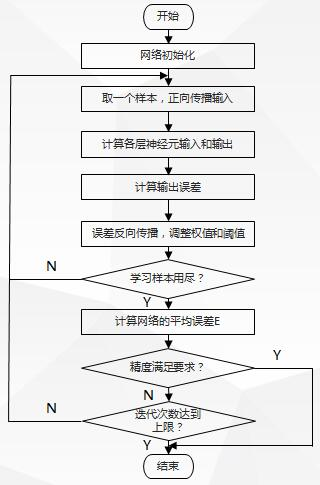 开始
网络初始化
取一个样本，正向传播输入
计算各层神经元输入和输出
计算输出误差
误差反向传播，调整权值和阈值
N
学习样本用尽？
Y
计算网络的平均误差E
精度满足要求？
Y
N
N
迭代次数达到
上限？
Y
结束